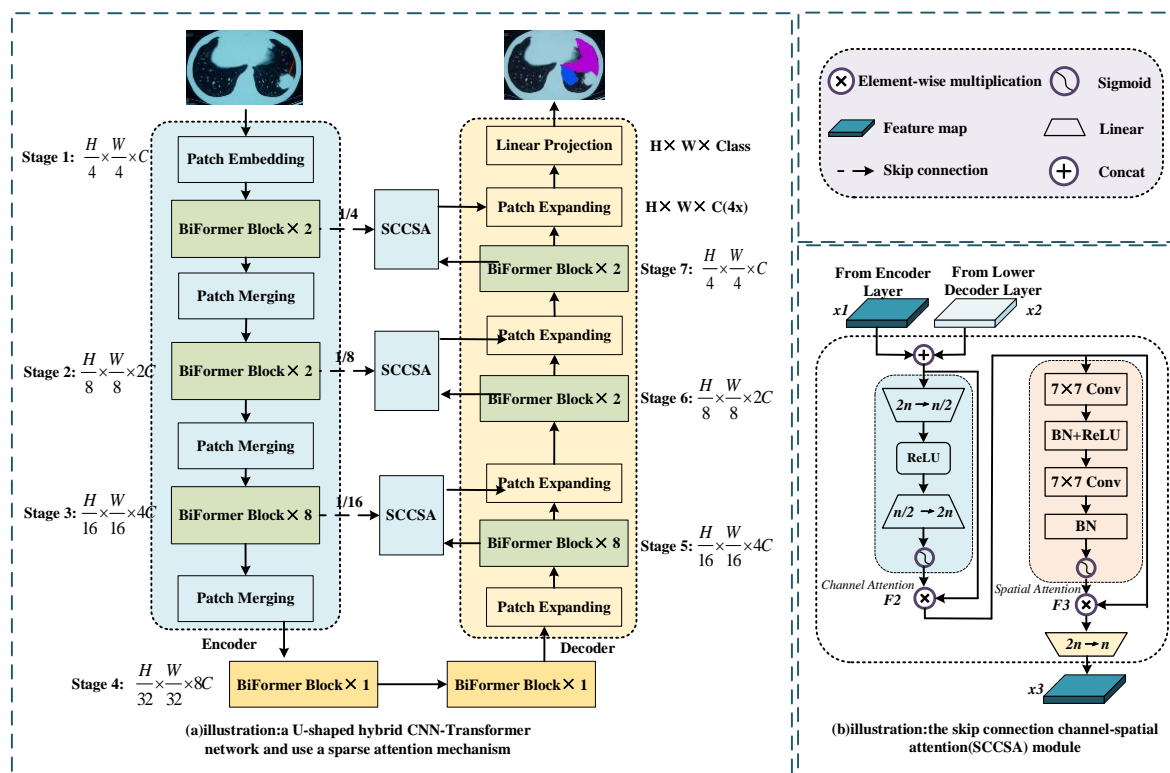 Stage 1: H/4 × W/4 × C
Patch Embedding
BiFormer Block × 2
1/4
SCCSA
Patch Merging
Stage 2: H/8 × W/8 × 2C
BiFormer Block × 2
1/8
SCCSA
Patch Merging
Stage 3: H/16 × W/16 × 4C
BiFormer Block × 8
1/16
SCCSA
Patch Merging
Encoder
Stage 4: H/32 × W/32 × 8C
BiFormer Block × 1
BiFormer Block × 1
Linear Projection
H× W× Class
Patch Expanding
H× W× C(4x)
BiFormer Block × 2
Stage 7: H/4 × W/4 × C
Patch Expanding
BiFormer Block × 2
Stage 6: H/8 × W/8 × 2C
Patch Expanding
BiFormer Block × 8
Stage 5: H/16 × W/16 × 4C
Patch Expanding
Decoder
(a)illustration:a U-shaped hybrid CNN-Transformer
network and use a sparse attention mechanism
Element-wise multiplication
Sigmoid
Feature map
Linear
Skip connection
Concat
From Encoder
Layer
From Lower
Decoder Layer
x1
x2
2n→n/2
ReLU
n/2→2n
Channel Attention
F2
7×7 Conv
BN+ReLU
7×7 Conv
BN
Spatial Attention
F3
2n→n
x3
(b)illustration:the skip connection channel-spatial
attention(SCCSA) module